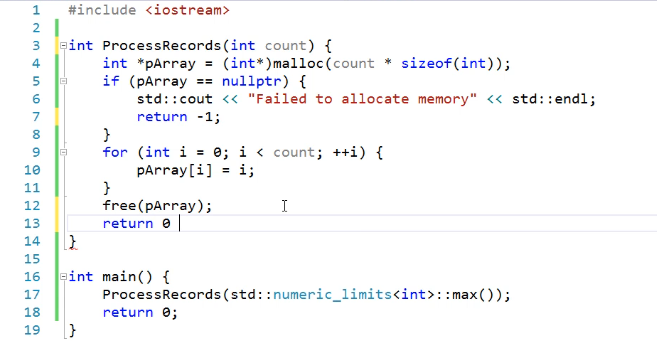 1 #include <iostream>
2
3 int ProcessRecords(int count) {
4 int *pArray = (int*)malloc(count * sizeof(int));
5 if (pArray == nullptr) {
6 std::cout << "Failed to allocate memory" << std::endl;
7 return -1;
8 }
9 for (int i = 0; i < count; ++i) {
10 pArray[i] = i;
11 }
12 free(pArray);
13 return 0
14 }
15
16 int main() {
17 ProcessRecords(std::numeric_limits<int>::max());
18 return 0;
19 }